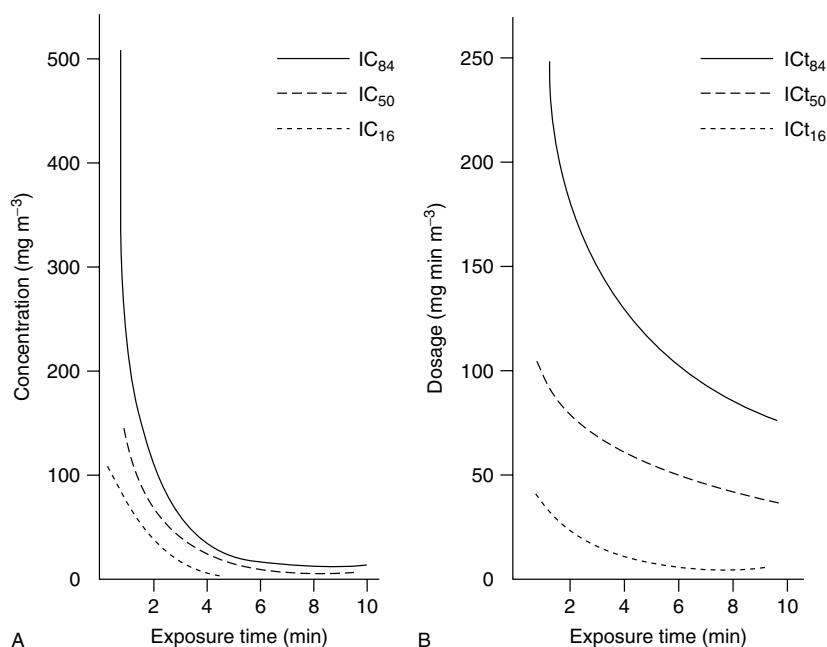 500
400
300
200
100
0
Concentration (mg m⁻³)
IC₈₄
IC₅₀
IC₁₆
2 4 6 8 10
Exposure time (min)
A
250
200
150
100
50
0
Dosage (mg min m⁻³)
ICt₈₄
ICt₅₀
ICt₁₆
2 4 6 8 10
Exposure time (min)
B